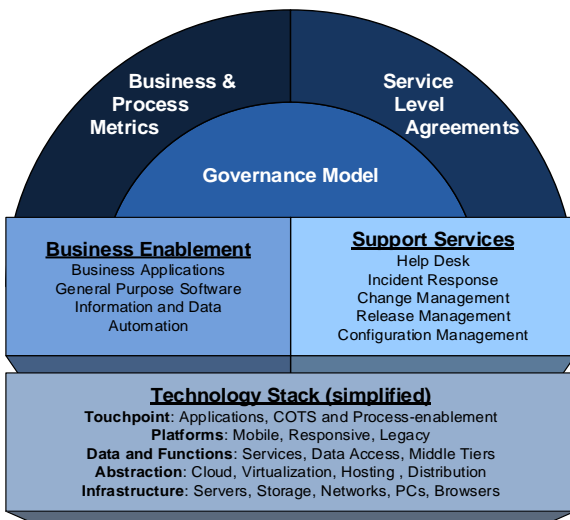 Business &
Process
Metrics
Service
Level
Agreements
Governance Model
Business Enablement
Business Applications
General Purpose Software
Information and Data
Automation
Support Services
Help Desk
Incident Response
Change Management
Release Management
Configuration Management
Technology Stack (simplified)
Touchpoint: Applications, COTS and Process-enablement
Platforms: Mobile, Responsive, Legacy
Data and Functions: Services, Data Access, Middle Tiers
Abstraction: Cloud, Virtualization, Hosting , Distribution
Infrastructure: Servers, Storage, Networks, PCs, Browsers